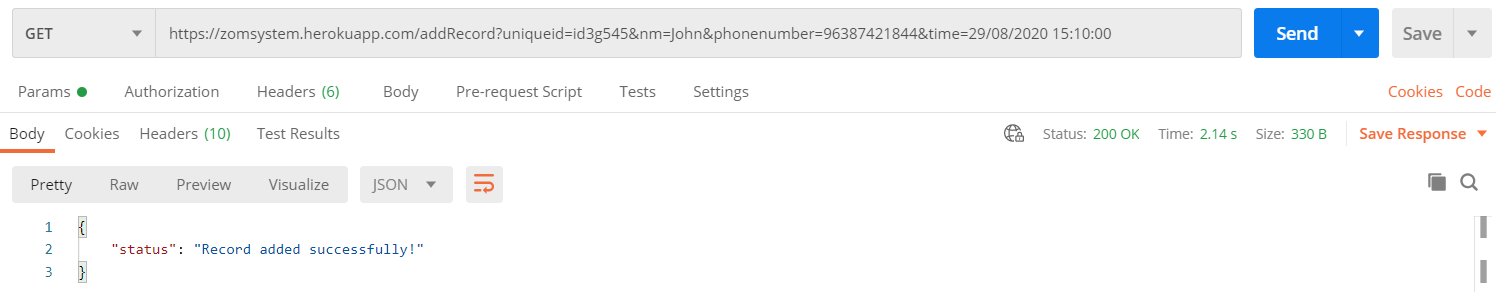 GET https://zomsystem.herokuapp.com/addRecord?uniqueid=id3g545&nm=John&phonenumber=96387421844&time=29/08/2020 15:10:00 Send Save
Params Authorization Headers (6) Body Pre-request Script Tests Settings Cookies Code
Body Cookies Headers (10) Test Results Status: 200 OK Time: 2.14 s Size: 330 B Save Response
Pretty Raw Preview Visualize JSON
1 {
2 "status": "Record added successfully!"
3 }